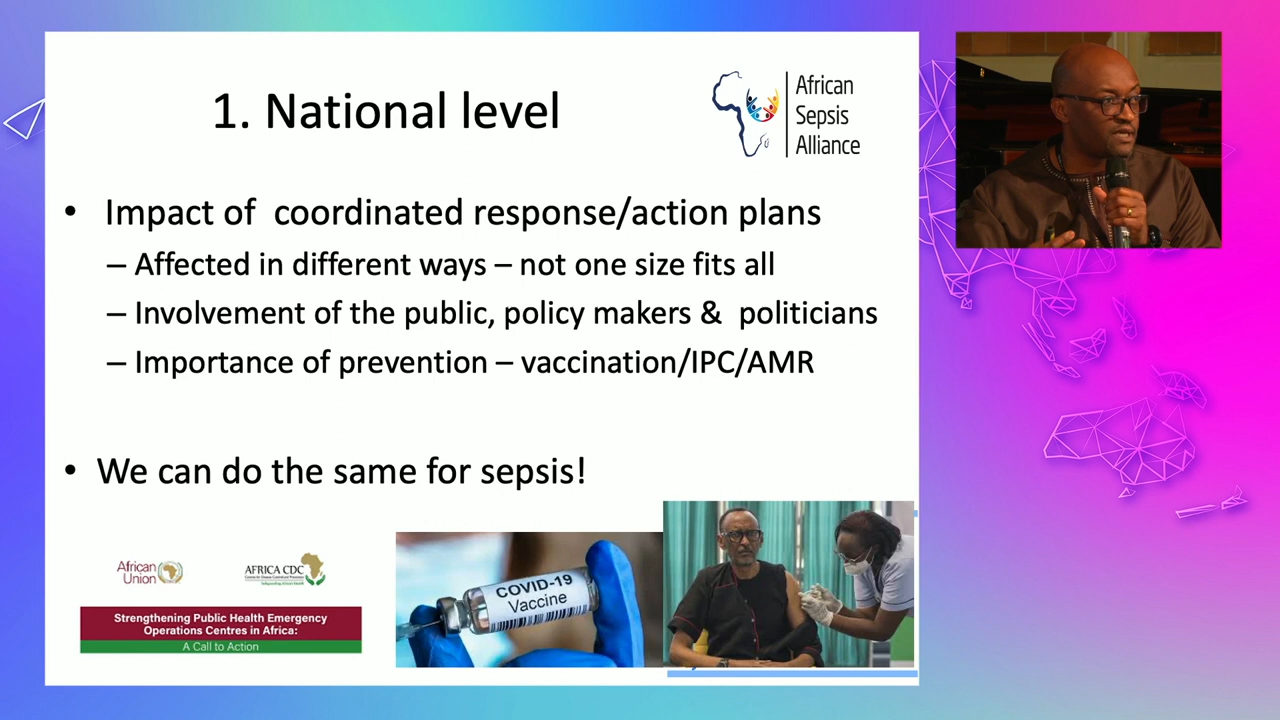 1. National level
African
Sepsis
Alliance
• Impact of coordinated response/action plans
– Affected in different ways – not one size fits all
– Involvement of the public, policy makers & politicians
– Importance of prevention – vaccination/IPC/AMR
• We can do the same for sepsis!
African
Union
AFRICA CDC
Strengthening Public Health Emergency
Operations Centres in Africa:
A Call to Action
COVID-19
Vaccine